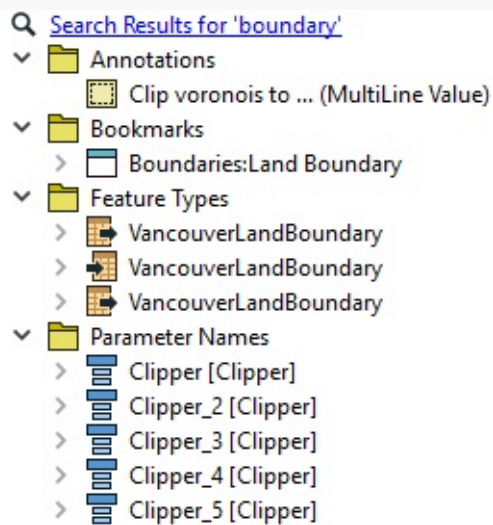 Search Results for 'boundary'
Annotations
Clip voronois to ... (MultiLine Value)
Bookmarks
Boundaries:Land Boundary
Feature Types
VancouverLandBoundary
VancouverLandBoundary
VancouverLandBoundary
Parameter Names
Clipper [Clipper]
Clipper_2 [Clipper]
Clipper_3 [Clipper]
Clipper_4 [Clipper]
Clipper_5 [Clipper]